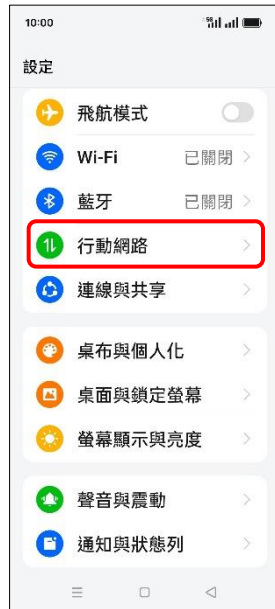 10:00
5G
設定
飛航模式
Wi-Fi 已關閉
藍牙 已關閉
行動網路
連線與共享
桌布與個人化
桌面與鎖定螢幕
螢幕顯示與亮度
聲音與震動
通知與狀態列